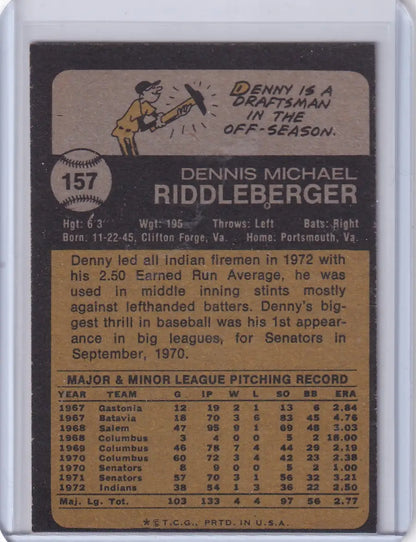 DENNY IS A
DRAFTSMAN
IN THE
OFF-SEASON.
157
DENNIS MICHAEL
RIDDLEBERGER
Hgt: 6'3 Wgt: 195 Throws: Left Bats: Right
Born: 11-22-45, Clifton Forge, Va. Home: Portsmouth, Va.
Denny led all indian firemen in 1972 with
his 2.50 Earned Run Average, he was
used in middle inning stints mostly
against lefthanded batters. Denny's big-
gest thrill in baseball was his 1st appear-
ance in big leagues, for Senators in
September, 1970.
MAJOR & MINOR LEAGUE PITCHING RECORD
YEAR TEAM G IP W L SO BB ERA
1967 Gastonia 12 19 2 1 13 6 2.84
1967 Batavia 18 70 3 6 83 45 4.76
1968 Salem 47 95 9 1 69 48 3.03
1968 Columbus 3 4 0 0 5 2 18.00
1969 Columbus 46 78 7 4 44 29 2.19
1970 Columbus 60 72 3 4 42 23 2.38
1970 Senators 8 9 0 0 5 2 1.00
1971 Senators 57 70 3 1 56 32 3.21
1972 Indians 38 54 1 3 36 22 2.50
Maj. Lg. Tot. 103 133 4 4 97 56 2.77
★ © T.C.G., PRTD. IN U.S.A.